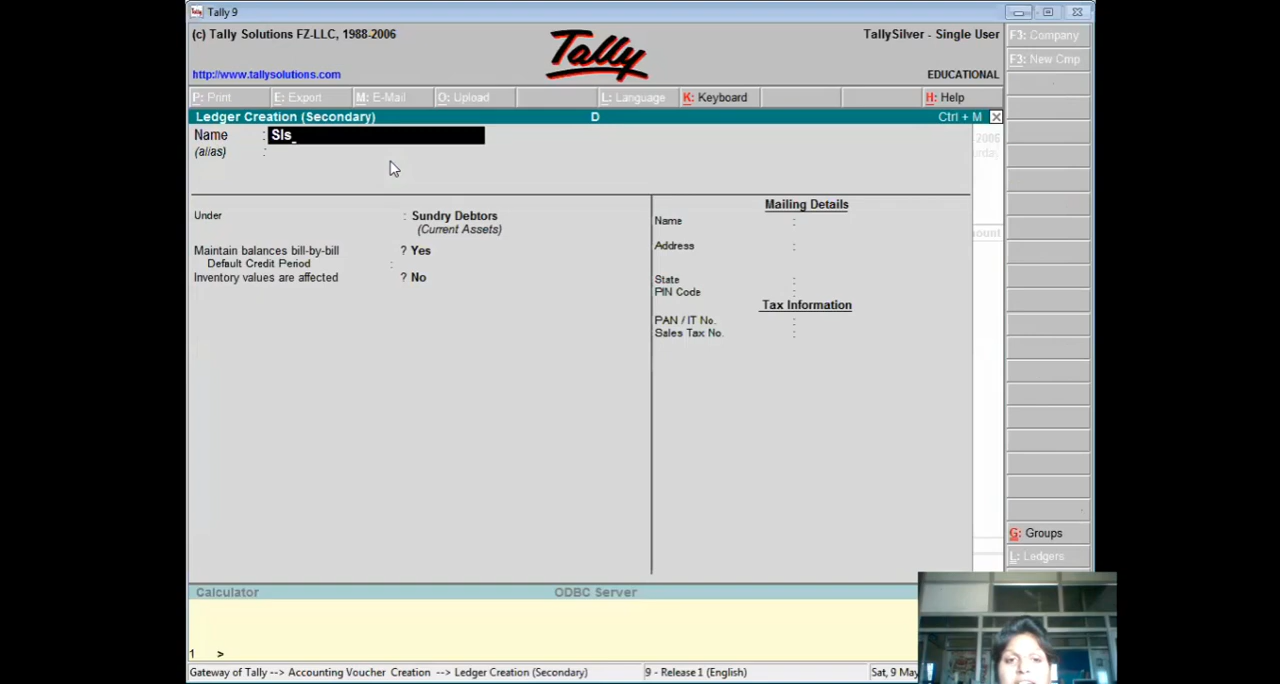 Tally 9
(c) Tally Solutions FZ-LLC, 1988-2006
Tally
TallySilver - Single User
http://www.tallysolutions.com
EDUCATIONAL
P: Print
E: Export
M: E-Mail
O: Upload
L: Language
K: Keyboard
H: Help
F3: Company
F3: New Cmp
Ledger Creation (Secondary)
D
Ctrl + M
Name : Sls_
(alias) :
Under : Sundry Debtors
(Current Assets)
Maintain balances bill-by-bill ? Yes
Default Credit Period :
Inventory values are affected ? No
Mailing Details
Name :
Address :
State :
PIN Code :
Tax Information
PAN / IT No. :
Sales Tax No. :
G: Groups
L: Ledgers
Calculator
ODBC Server
1 >
Gateway of Tally --> Accounting Voucher Creation --> Ledger Creation (Secondary)
9 - Release 1 (English)
Sat, 9 May